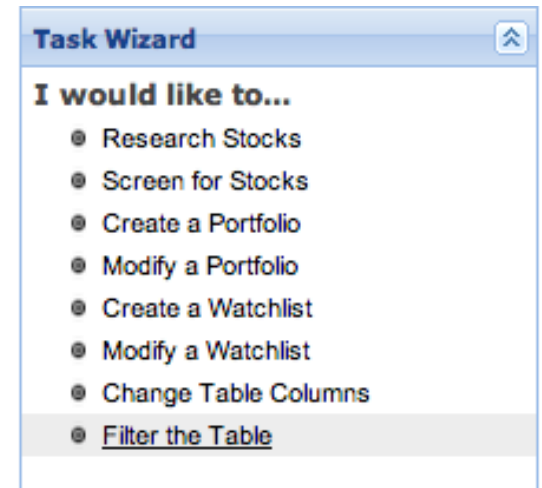 Task Wizard
I would like to...
Research Stocks
Screen for Stocks
Create a Portfolio
Modify a Portfolio
Create a Watchlist
Modify a Watchlist
Change Table Columns
Filter the Table